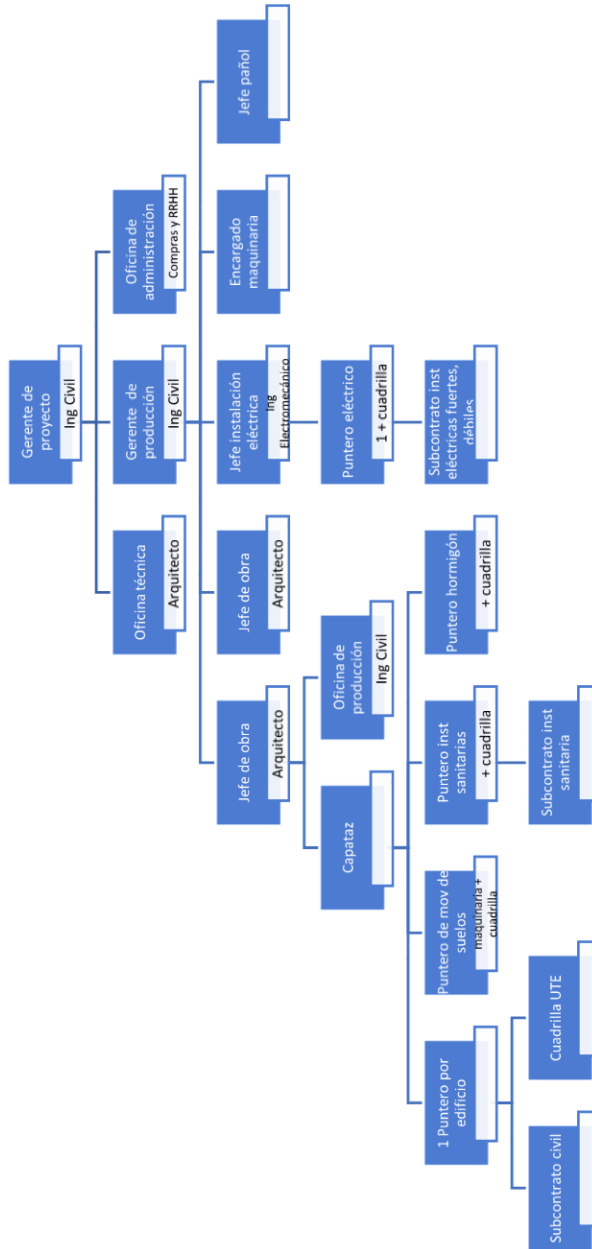 Gerente de
proyecto
Ing Civil
Oficina técnica
Arquitecto
Gerente de
producción
Ing Civil
Oficina de
administración
Compras y RRHH
Jefe de obra
Arquitecto
Jefe de obra
Arquitecto
Jefe instalación
eléctrica
Ing
Electromecánico
Encargado
maquinaria
Jefe pañol
Capataz
Oficina de
producción
Ing Civil
Puntero eléctrico
1 + cuadrilla
1 Puntero por
edificio
Puntero de mov de
suelos
maquinaria +
cuadrilla
Puntero inst
sanitarias
+ cuadrilla
Puntero hormigón
+ cuadrilla
Subcontrato inst
eléctricas fuertes,
débiles
Subcontrato civil
Cuadrilla UTE
Subcontrato inst
sanitaria